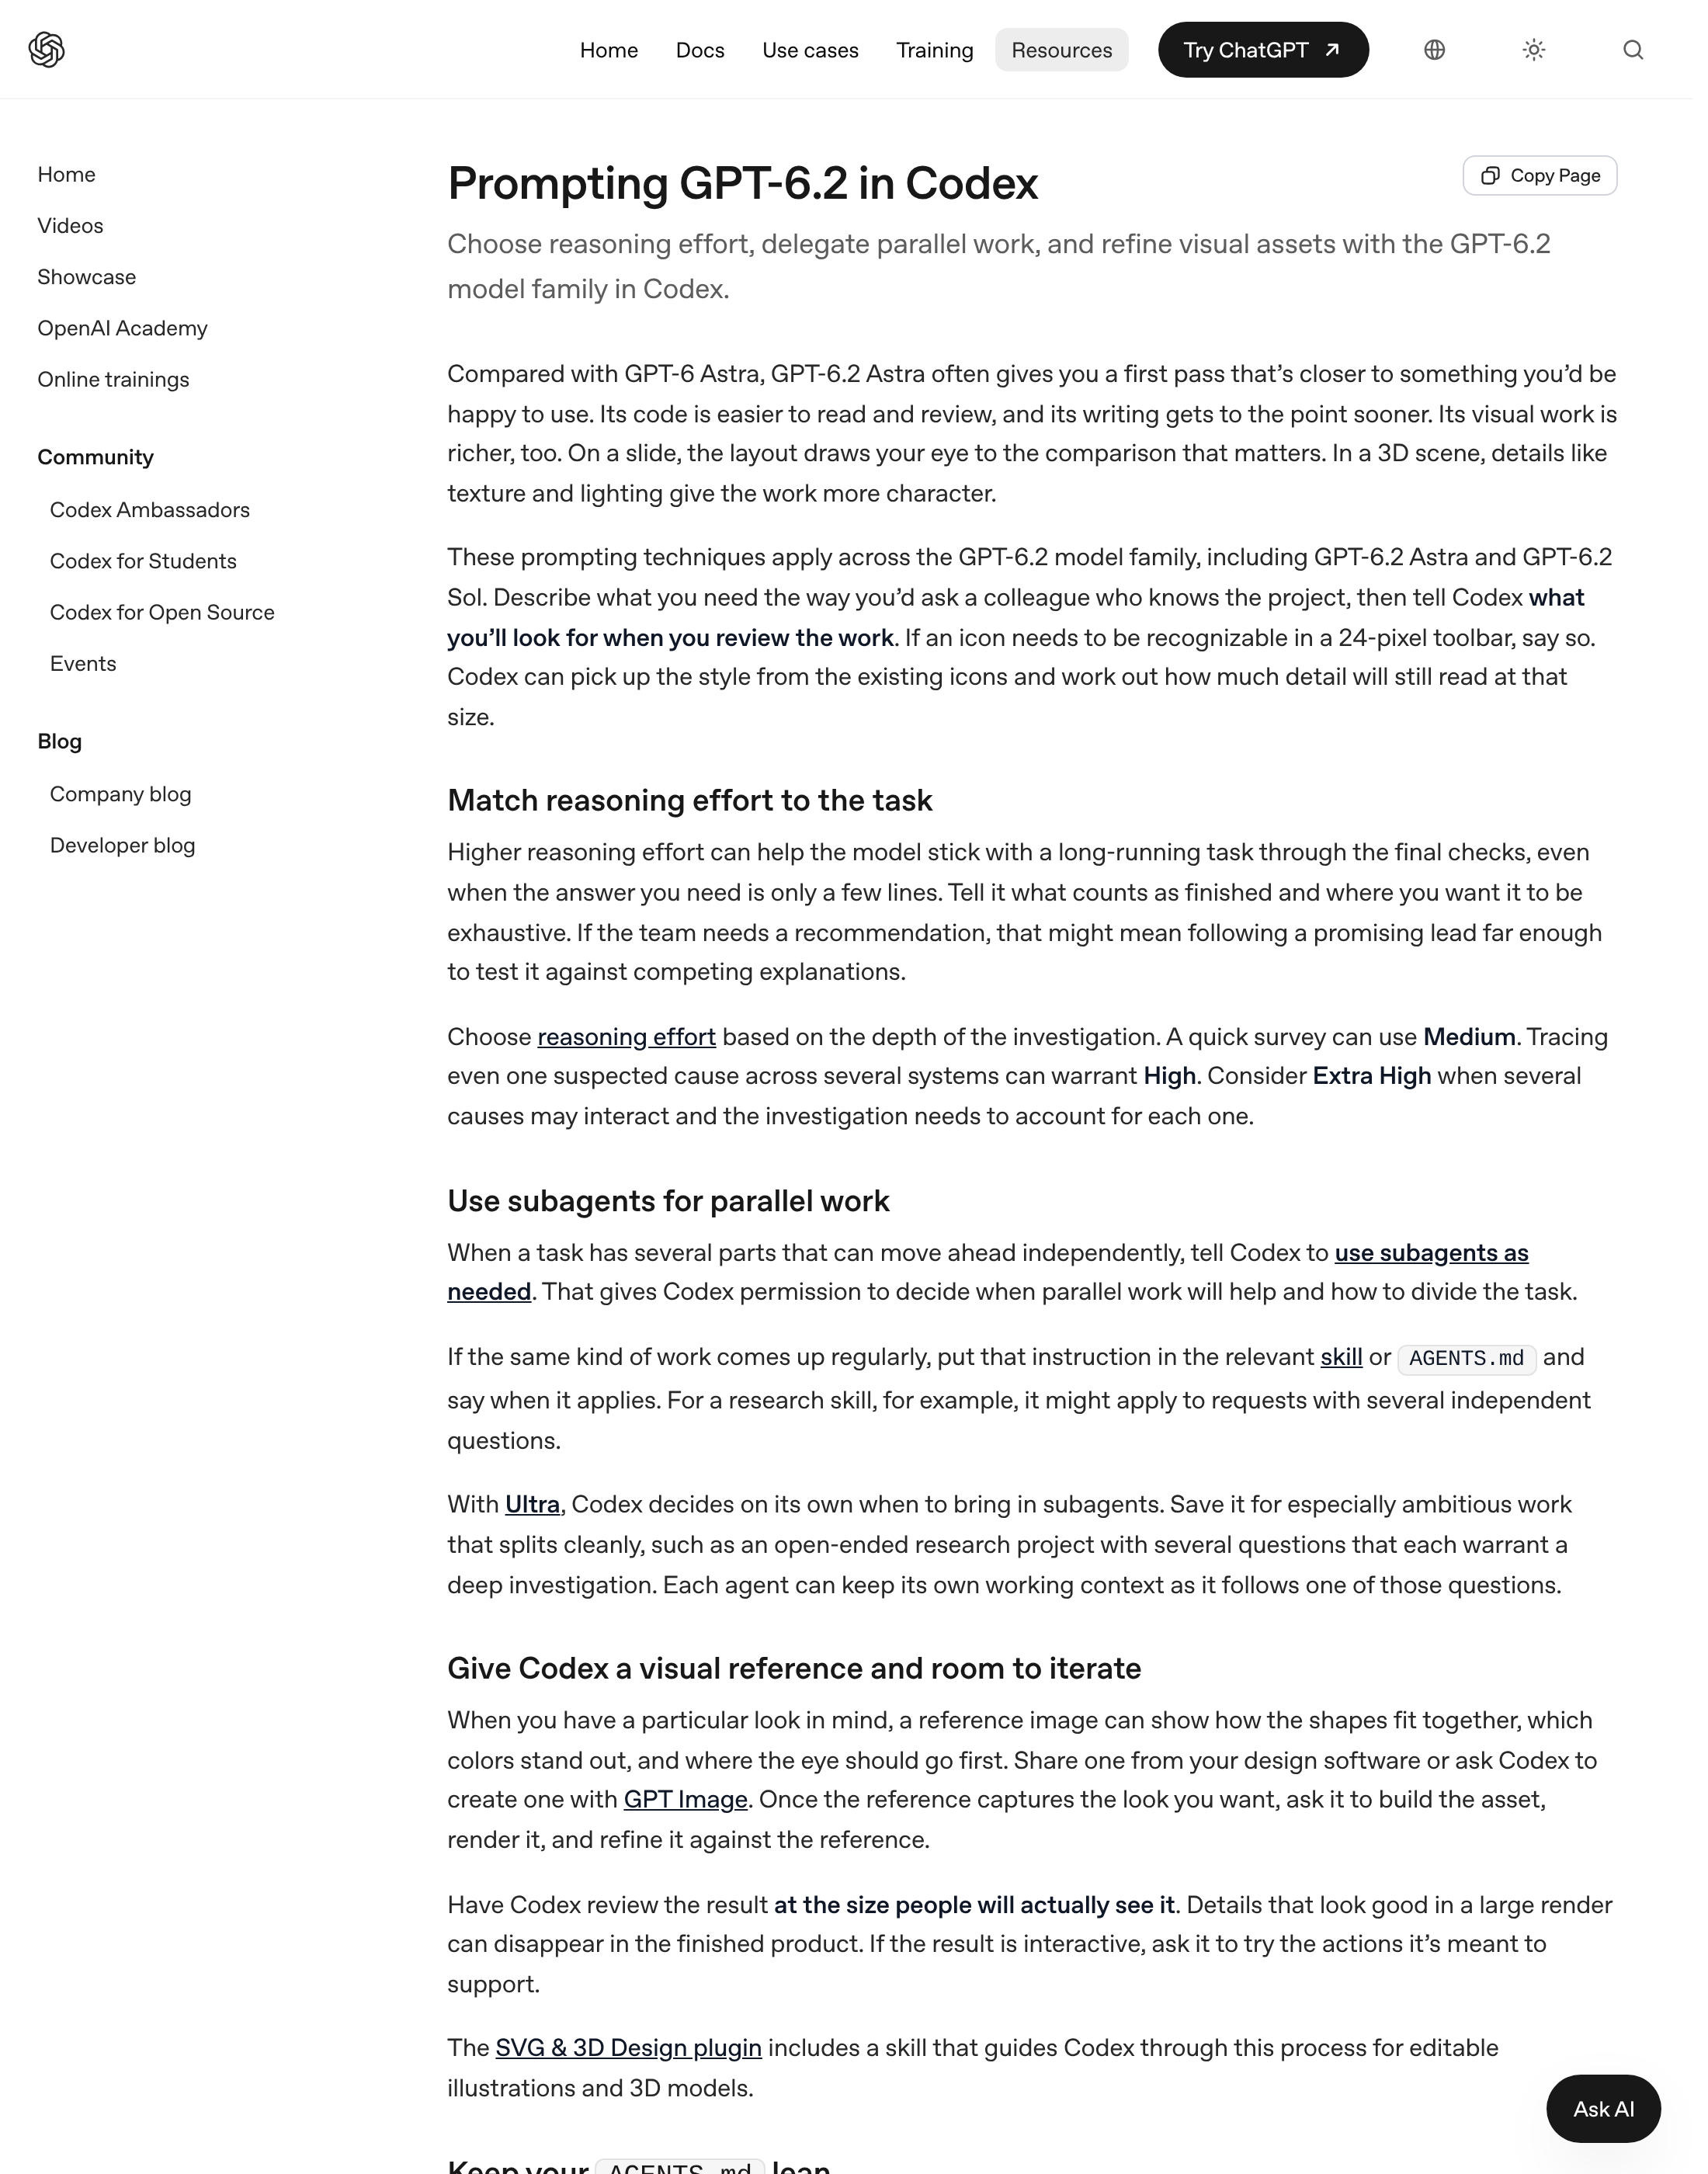 Home Docs Use cases Training Resources Try ChatGPT
Home
Videos
Showcase
OpenAI Academy
Online trainings
Community
Codex Ambassadors
Codex for Students
Codex for Open Source
Events
Blog
Company blog
Developer blog
Prompting GPT-6.2 in Codex
Copy Page
Choose reasoning effort, delegate parallel work, and refine visual assets with the GPT-6.2
model family in Codex.
Compared with GPT-6 Astra, GPT-6.2 Astra often gives you a first pass that’s closer to something you’d be
happy to use. Its code is easier to read and review, and its writing gets to the point sooner. Its visual work is
richer, too. On a slide, the layout draws your eye to the comparison that matters. In a 3D scene, details like
texture and lighting give the work more character.
These prompting techniques apply across the GPT-6.2 model family, including GPT-6.2 Astra and GPT-6.2
Sol. Describe what you need the way you’d ask a colleague who knows the project, then tell Codex what
you’ll look for when you review the work. If an icon needs to be recognizable in a 24-pixel toolbar, say so.
Codex can pick up the style from the existing icons and work out how much detail will still read at that
size.
Match reasoning effort to the task
Higher reasoning effort can help the model stick with a long-running task through the final checks, even
when the answer you need is only a few lines. Tell it what counts as finished and where you want it to be
exhaustive. If the team needs a recommendation, that might mean following a promising lead far enough
to test it against competing explanations.
Choose reasoning effort based on the depth of the investigation. A quick survey can use Medium. Tracing
even one suspected cause across several systems can warrant High. Consider Extra High when several
causes may interact and the investigation needs to account for each one.
Use subagents for parallel work
When a task has several parts that can move ahead independently, tell Codex to use subagents as
needed. That gives Codex permission to decide when parallel work will help and how to divide the task.
If the same kind of work comes up regularly, put that instruction in the relevant skill or AGENTS.md and
say when it applies. For a research skill, for example, it might apply to requests with several independent
questions.
With Ultra, Codex decides on its own when to bring in subagents. Save it for especially ambitious work
that splits cleanly, such as an open-ended research project with several questions that each warrant a
deep investigation. Each agent can keep its own working context as it follows one of those questions.
Give Codex a visual reference and room to iterate
When you have a particular look in mind, a reference image can show how the shapes fit together, which
colors stand out, and where the eye should go first. Share one from your design software or ask Codex to
create one with GPT Image. Once the reference captures the look you want, ask it to build the asset,
render it, and refine it against the reference.
Have Codex review the result at the size people will actually see it. Details that look good in a large render
can disappear in the finished product. If the result is interactive, ask it to try the actions it’s meant to
support.
The SVG & 3D Design plugin includes a skill that guides Codex through this process for editable
illustrations and 3D models.
Ask AI
Keep your AGENTS.md lean